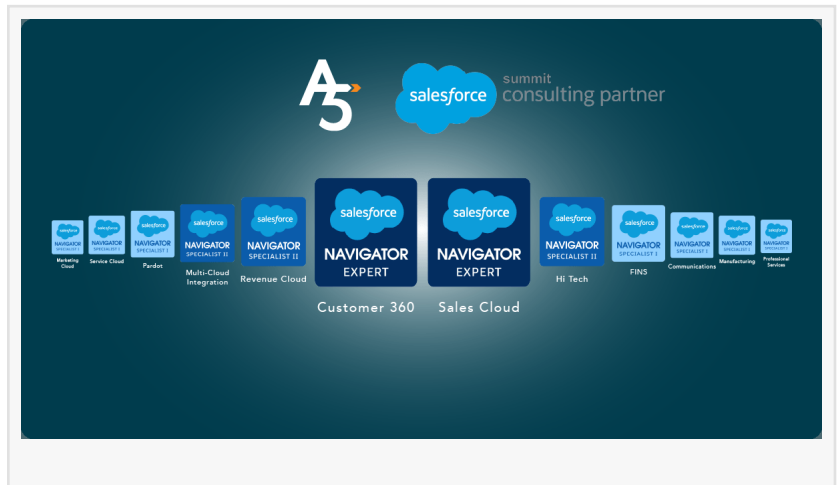 A5
salesforce
summit
consulting partner
salesforce
NAVIGATOR
SPECIALIST I
Marketing
Cloud
salesforce
NAVIGATOR
SPECIALIST I
Service Cloud
salesforce
NAVIGATOR
SPECIALIST I
Pardot
salesforce
NAVIGATOR
SPECIALIST II
Multi-Cloud
Integration
salesforce
NAVIGATOR
SPECIALIST II
Revenue Cloud
salesforce
NAVIGATOR
EXPERT
Customer 360
salesforce
NAVIGATOR
EXPERT
Sales Cloud
salesforce
NAVIGATOR
SPECIALIST II
Hi Tech
salesforce
NAVIGATOR
SPECIALIST I
FINS
salesforce
NAVIGATOR
SPECIALIST I
Communications
salesforce
NAVIGATOR
SPECIALIST I
Manufacturing
salesforce
NAVIGATOR
SPECIALIST I
Professional
Services